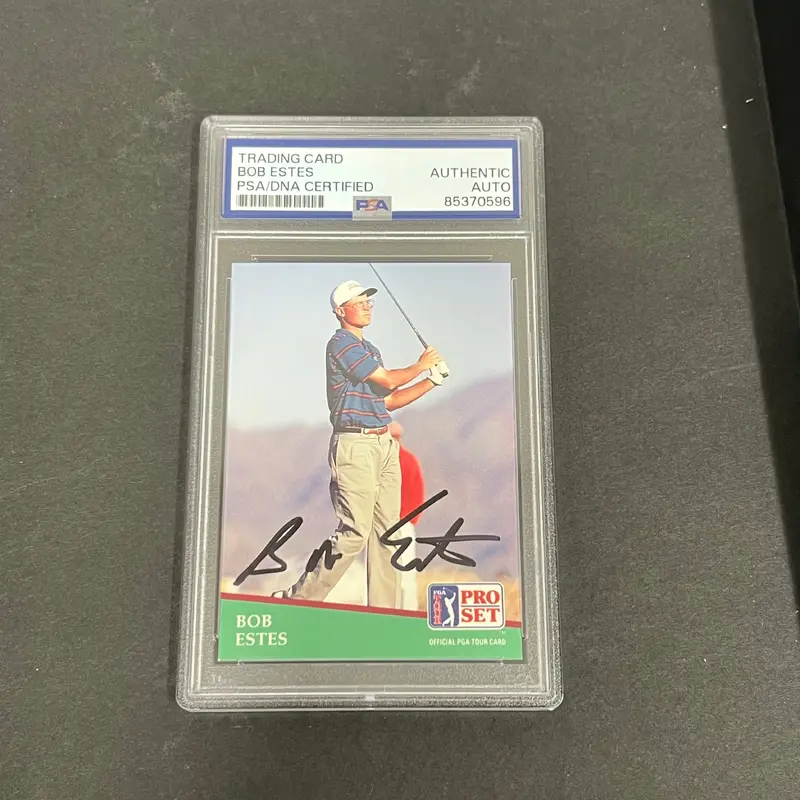 TRADING CARD
BOB ESTES
PSA/DNA CERTIFIED
AUTHENTIC
AUTO
85370596
PSA
Bob Estes
PGA TOUR
PRO
SET
™
BOB
ESTES
OFFICIAL PGA TOUR CARD